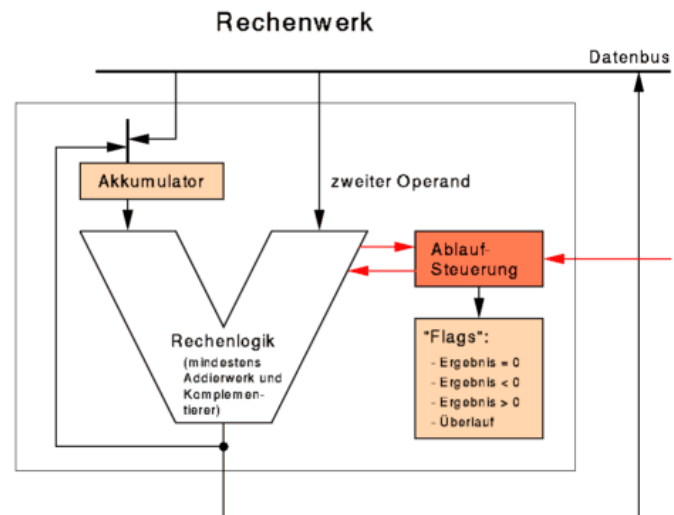 Rechenwerk
Datenbus
Akkumulator
zweiter Operand
Ablauf-
Steuerung
Rechenlogik
(mindestens
Addierwerk und
Komplemen-
tierer)
"Flags":
- Ergebnis = 0
- Ergebnis < 0
- Ergebnis > 0
- Überlauf